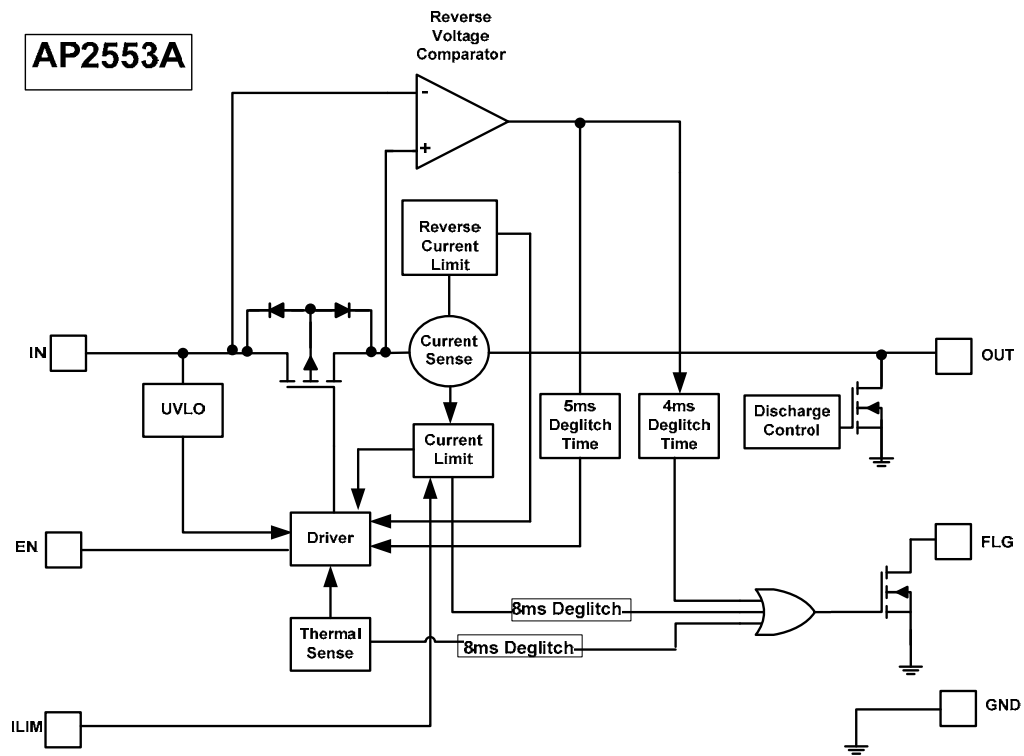 AP2553A
Reverse
Voltage
Comparator
-
+
Reverse
Current
Limit
IN
Current
Sense
OUT
UVLO
5ms
Deglitch
Time
4ms
Deglitch
Time
Discharge
Control
Current
Limit
EN
Driver
FLG
8ms Deglitch
Thermal
Sense
8ms Deglitch
ILIM
GND